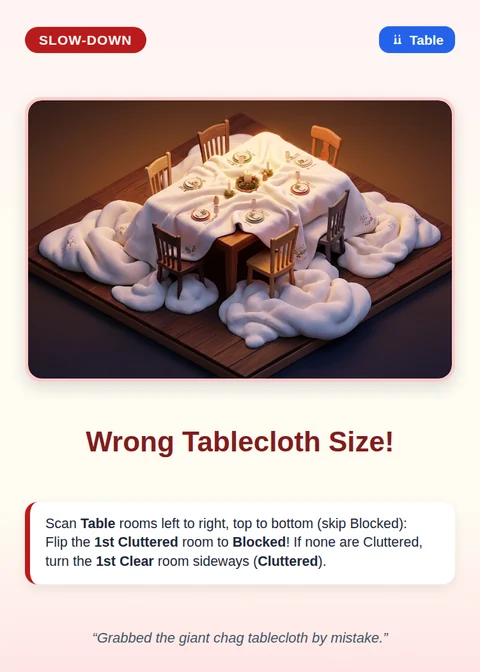 SLOW-DOWN
Table
Wrong Tablecloth Size!
Scan Table rooms left to right, top to bottom (skip Blocked):
Flip the 1st Cluttered room to Blocked! If none are Cluttered,
turn the 1st Clear room sideways (Cluttered).
“Grabbed the giant chag tablecloth by mistake.”